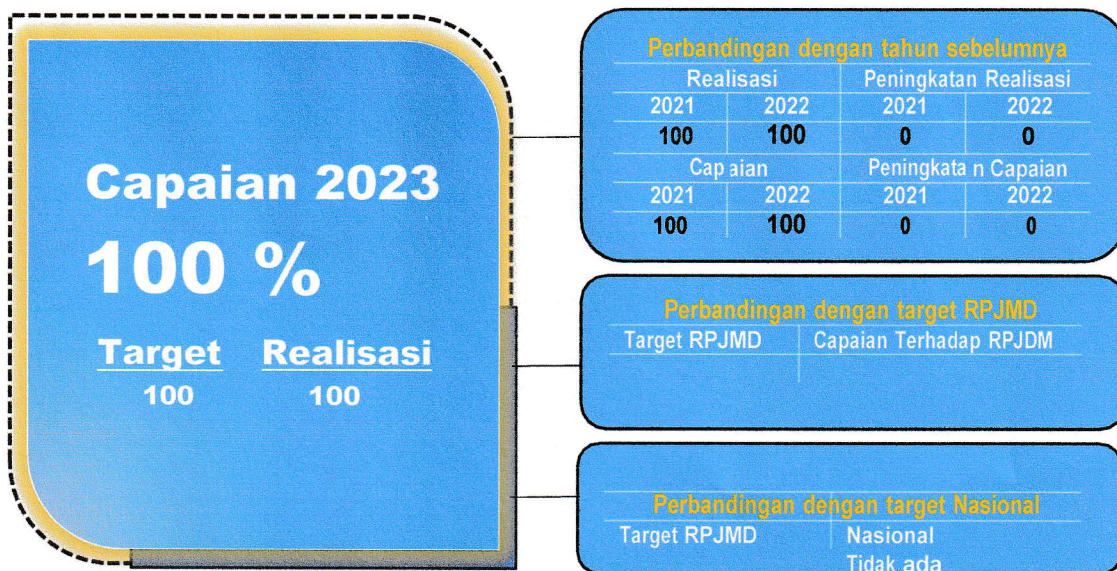 Capaian 2023
100 %
Target Realisasi
100 100
Perbandingan dengan tahun sebelumnya
Realisasi Peningkatan Realisasi
2021 2022 2021 2022
100 100 0 0
Cap aian Peningkata n Capaian
2021 2022 2021 2022
100 100 0 0
Perbandingan dengan target RPJMD
Target RPJMD Capaian Terhadap RPJDM
Perbandingan dengan target Nasional
Target RPJMD Nasional
Tidak ada